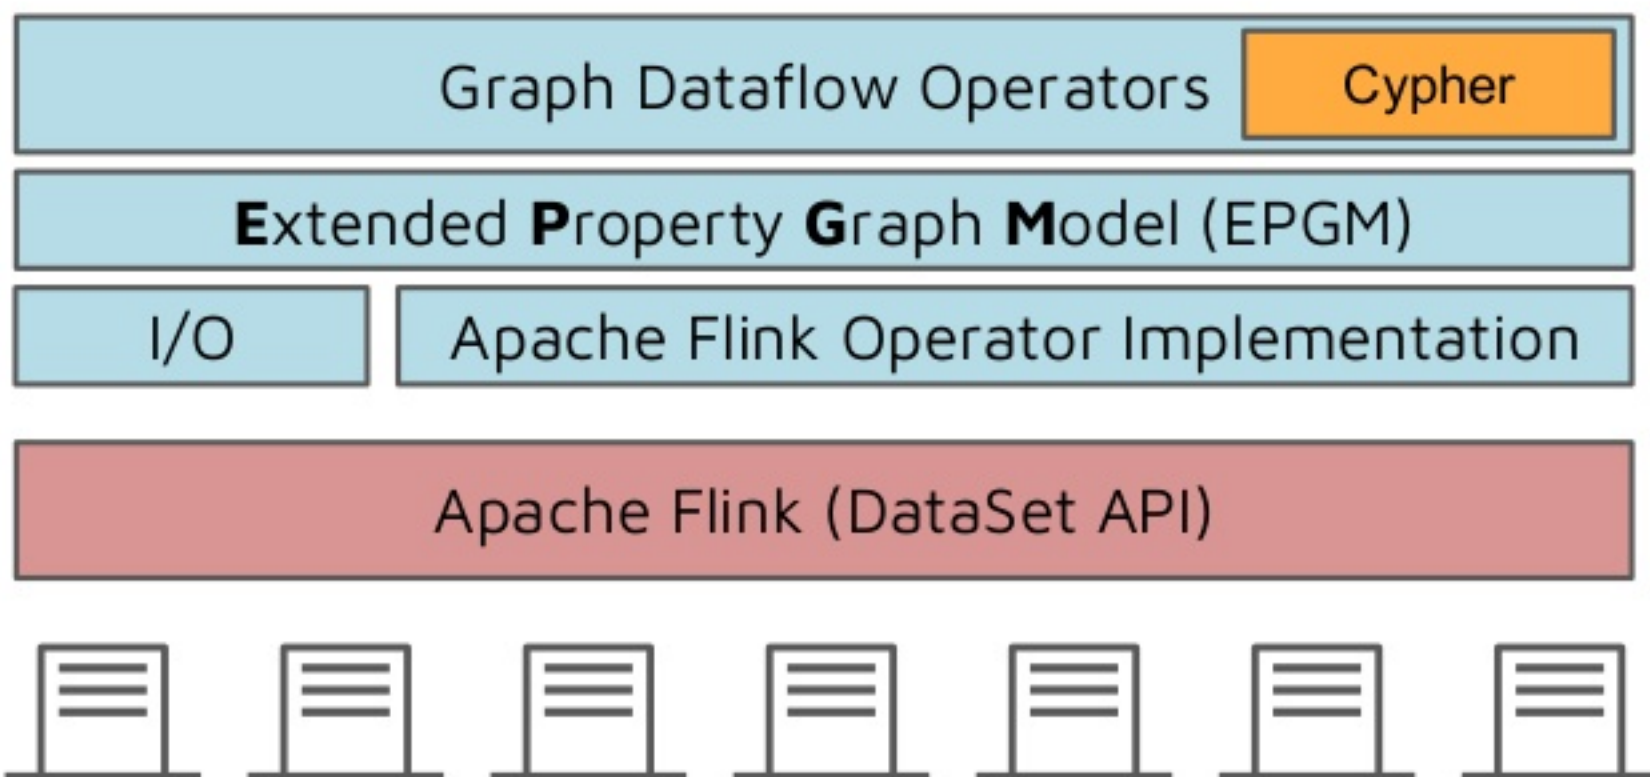 Graph Dataflow Operators
Cypher
Extended Property Graph Model (EPGM)
I/O
Apache Flink Operator Implementation
Apache Flink (DataSet API)